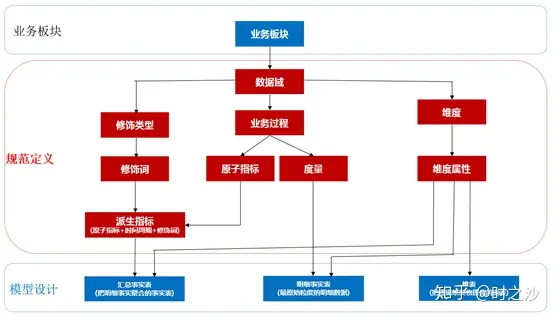 业务板块
业务板块
数据域
修饰类型
业务过程
维度
规范定义
修饰词
原子指标
度量
维度属性
派生指标
(原子指标+时间周期+修饰词)
模型设计
汇总事实表
(把明细事实聚合的事实表)
明细事实表
(最原始粒度的明细数据)
维表
知乎 @时之沙